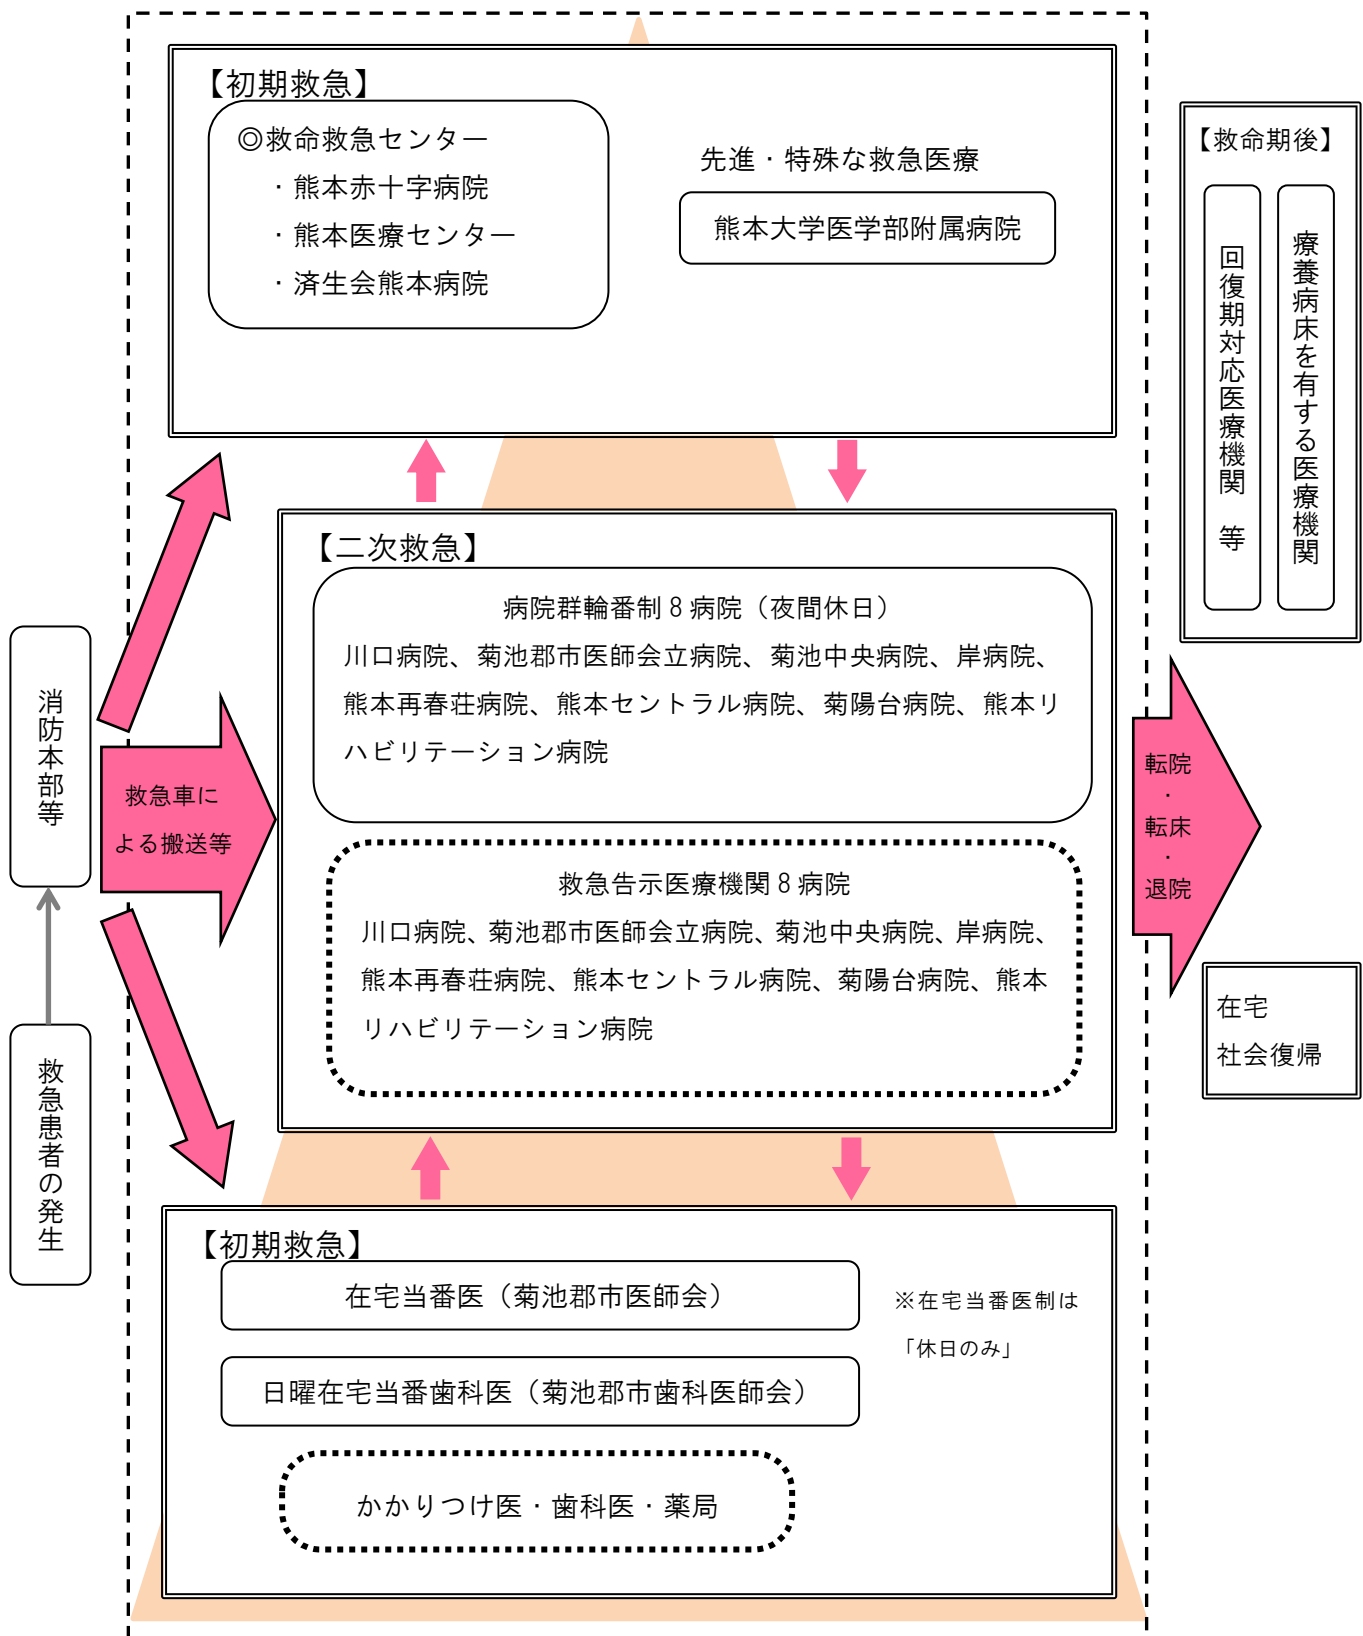 【初期救急】
◎救命救急センター
・熊本赤十字病院
・熊本医療センター
・済生会熊本病院
先進・特殊な救急医療
熊本大学医学部附属病院
【救命期後】
回復期対応医療機関　等
療養病床を有する医療機関
【二次救急】
病院群輪番制８病院（夜間休日）
川口病院、菊池郡市医師会立病院、菊池中央病院、岸病院、
熊本再春荘病院、熊本セントラル病院、菊陽台病院、熊本リ
ハビリテーション病院
救急告示医療機関８病院
川口病院、菊池郡市医師会立病院、菊池中央病院、岸病院、
熊本再春荘病院、熊本セントラル病院、菊陽台病院、熊本
リハビリテーション病院
消防本部等
救急車に
よる搬送等
救急患者の発生
転院
・
転床
・
退院
在宅
社会復帰
【初期救急】
在宅当番医（菊池郡市医師会）
日曜在宅当番歯科医（菊池郡市歯科医師会）
かかりつけ医・歯科医・薬局
※在宅当番医制は
「休日のみ」